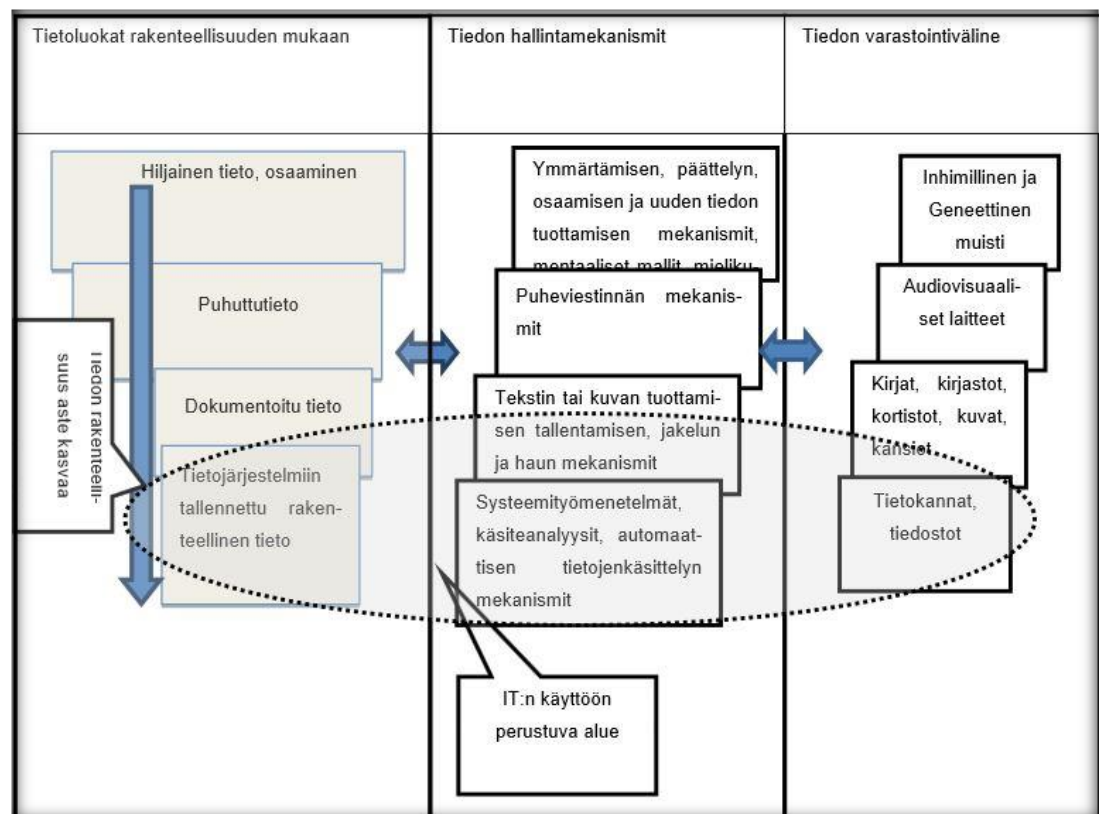 Tietoluokat rakenteellisuuden mukaan
Tiedon hallintamekanismit
Tiedon varastointiväline
Hiljainen tieto, osaaminen
Puhuttutieto
Dokumentoitu tieto
Tietojärjestelmiin
tallennettu raken-
teellinen tieto
Tiedon rakenteelli-
suus aste kasvaa
Ymmärtämisen, päättelyn,
osaamisen ja uuden tiedon
tuottamisen mekanismit,
mentaaliset mallit, mieliku-
Puheviestinnän mekanis-
mit
Tekstin tai kuvan tuottami-
sen tallentamisen, jakelun
ja haun mekanismit
Systeemityömenetelmät,
käsiteanalyysit, automaat-
tisen tietojenkäsittelyn
mekanismit
IT:n käyttöön
perustuva alue
Inhimillinen ja
Geneettinen
muisti
Audiovisuaali-
set laitteet
Kirjat, kirjastot,
kortistot, kuvat,
kansiot
Tietokannat,
tiedostot